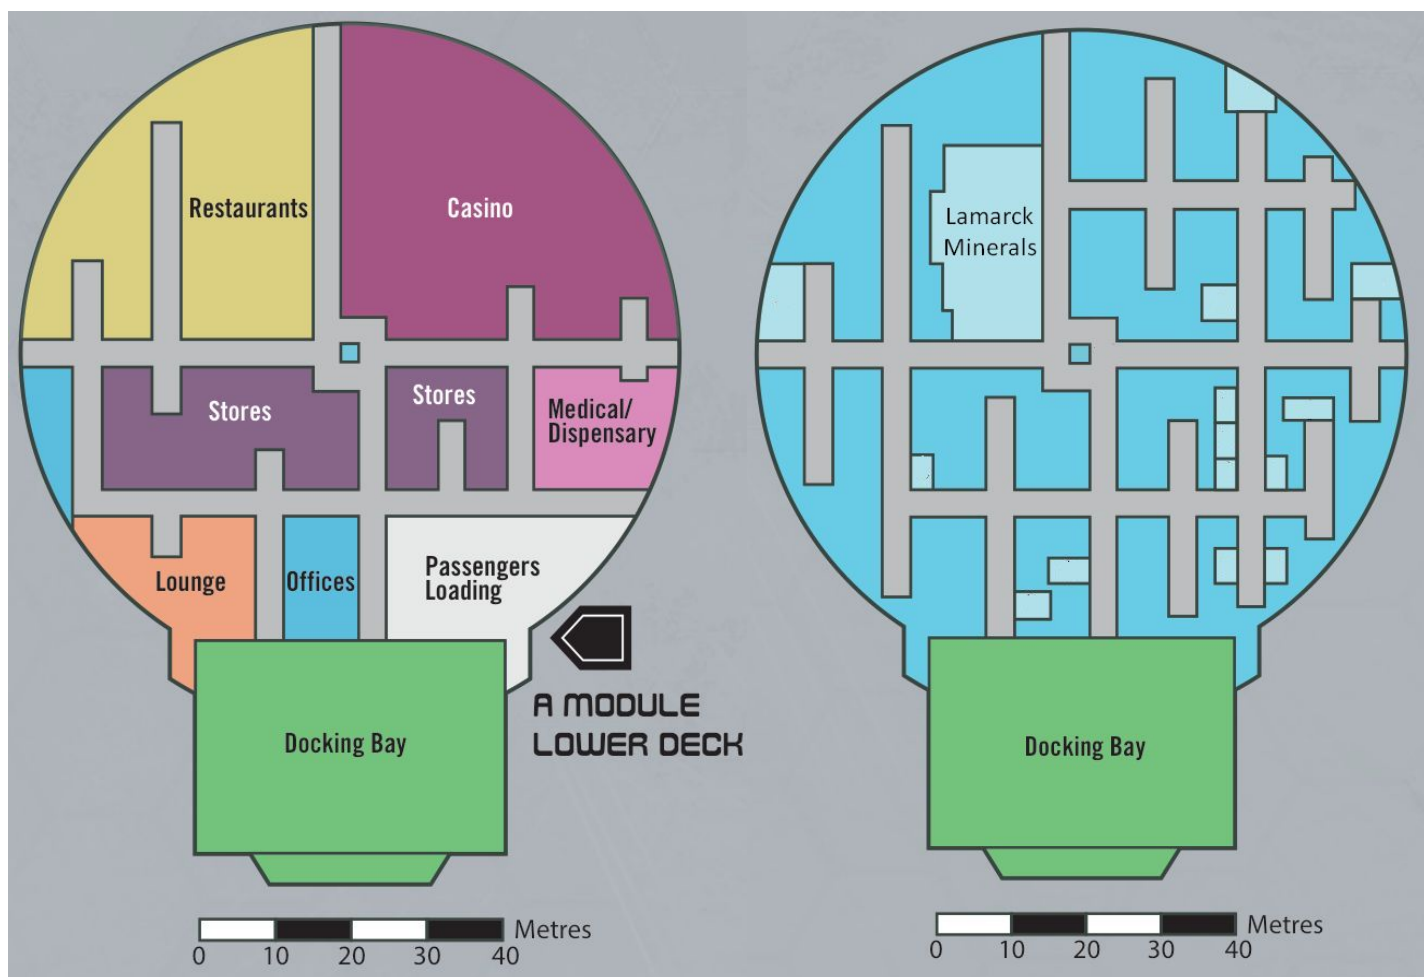 Restaurants
Casino
Stores
Stores
Medical/
Dispensary
Lounge
Offices
Passengers
Loading
Docking Bay
A MODULE
LOWER DECK
Metres
0 10 20 30 40
Lamarck
Minerals
Docking Bay
Metres
0 10 20 30 40